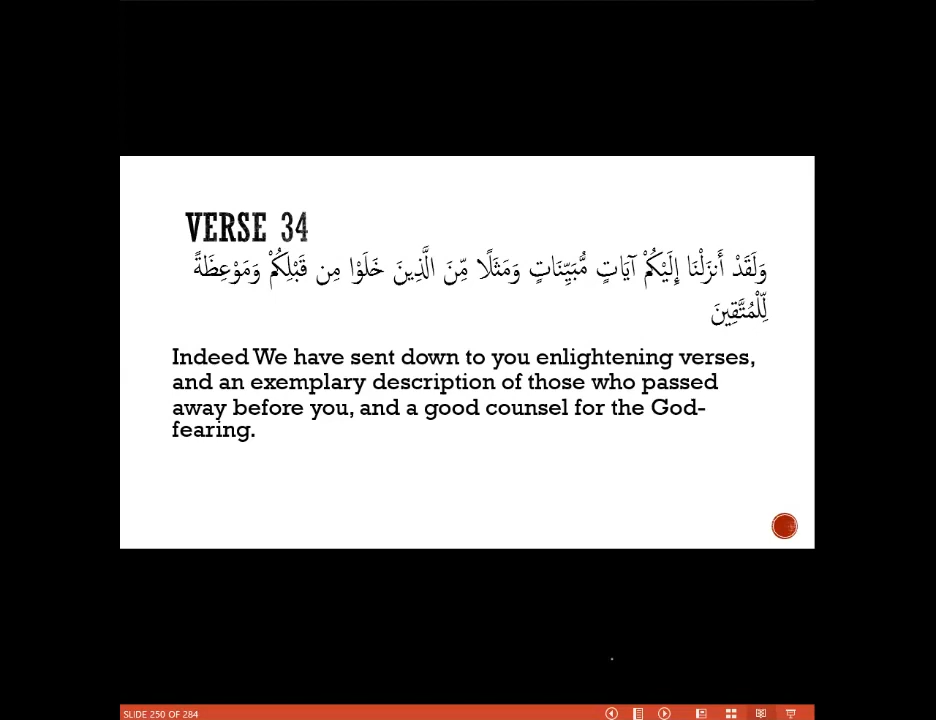 VERSE 34
وَلَقَدْ أَنزَلْنَا إِلَيْكُمْ آيَاتٍ مُّبَيِّنَاتٍ وَمَثَلًا مِّنَ الَّذِينَ خَلَوْا مِن قَبْلِكُمْ وَمَوْعِظَةً
لِّلْمُتَّقِينَ
Indeed We have sent down to you enlightening verses,
and an exemplary description of those who passed
away before you, and a good counsel for the God-
fearing.
SLIDE 250 OF 284